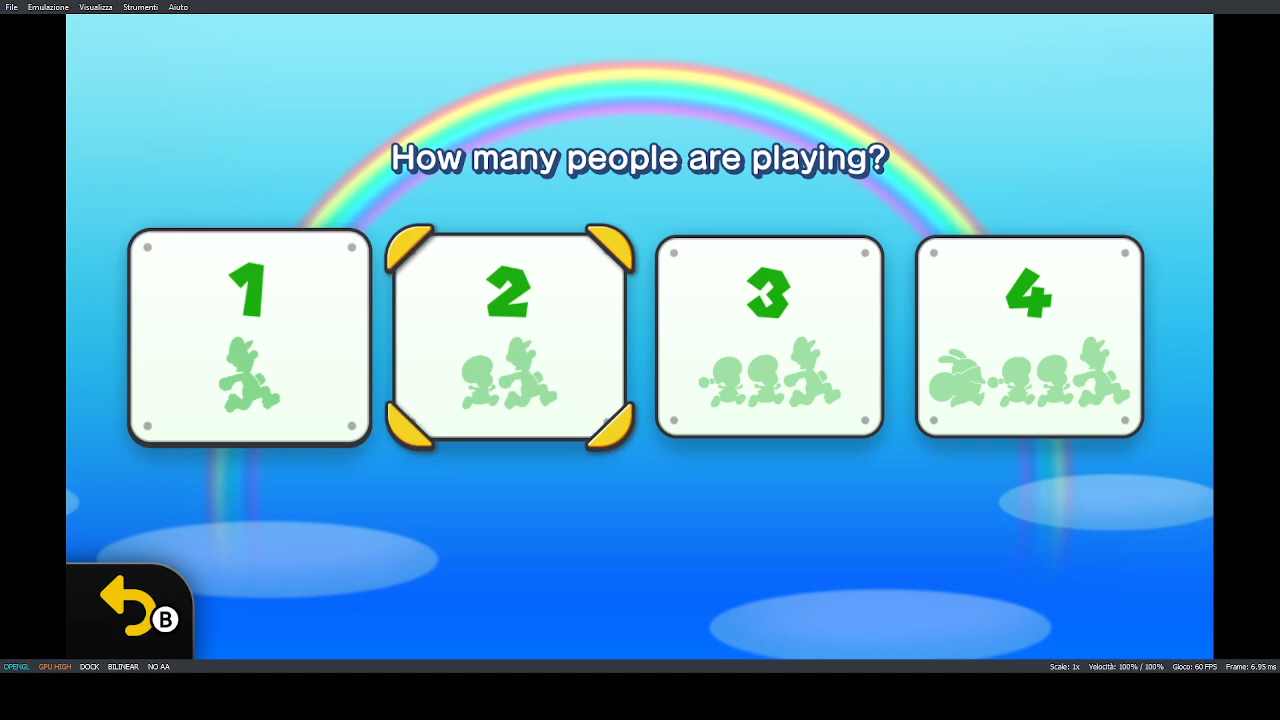 File Emulazione Visualizza Strumenti Aiuto
How many people are playing?
1 2 3 4
B
OPENGL GPU HIGH DOCK BILINEAR NO AA Scale: 1x Velocità: 100% / 100% Gioco: 60 FPS Frame: 6.95 ms